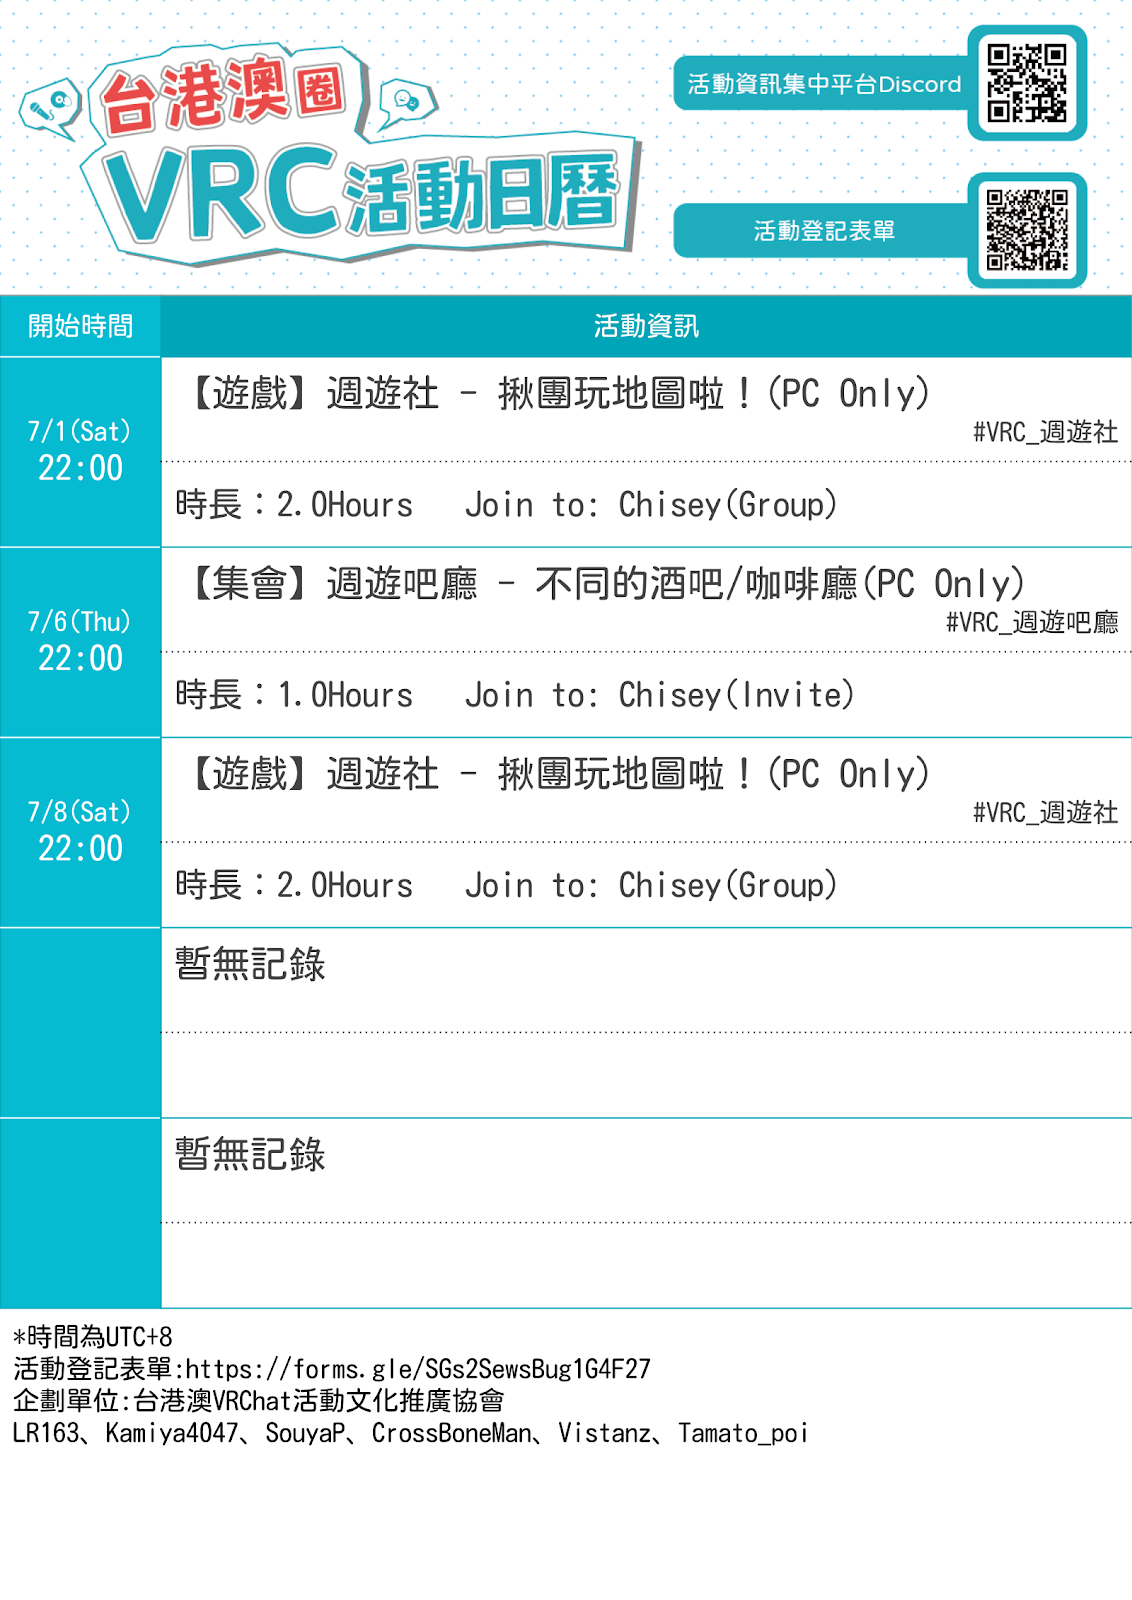 台港澳圈
VRC活動日曆
活動資訊集中平台Discord
活動登記表單
開始時間
活動資訊
7/1(Sat)
22:00
【遊戲】週遊社 - 揪團玩地圖啦！(PC Only)
#VRC_週遊社
時長：2.0Hours Join to: Chisey(Group)
7/6(Thu)
22:00
【集會】週遊吧廳 - 不同的酒吧/咖啡廳(PC Only)
#VRC_週遊吧廳
時長：1.0Hours Join to: Chisey(Invite)
7/8(Sat)
22:00
【遊戲】週遊社 - 揪團玩地圖啦！(PC Only)
#VRC_週遊社
時長：2.0Hours Join to: Chisey(Group)
暫無記錄
暫無記錄
*時間為UTC+8
活動登記表單:https://forms.gle/SGs2SewsBug1G4F27
企劃單位:台港澳VRChat活動文化推廣協會
LR163、Kamiya4047、SouyaP、CrossBoneMan、Vistanz、Tamato_poi